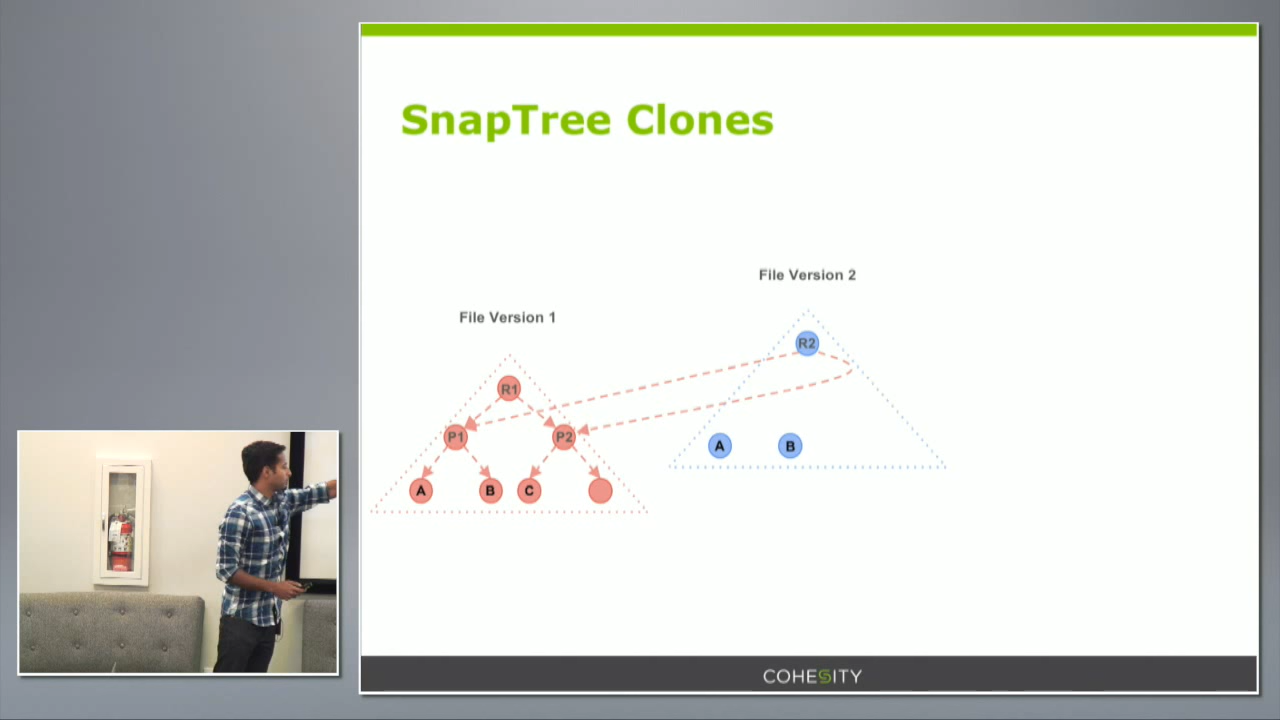 SnapTree Clones
File Version 2
File Version 1
R2
R1
P1
P2
A
B
A
B
C
COHESITY